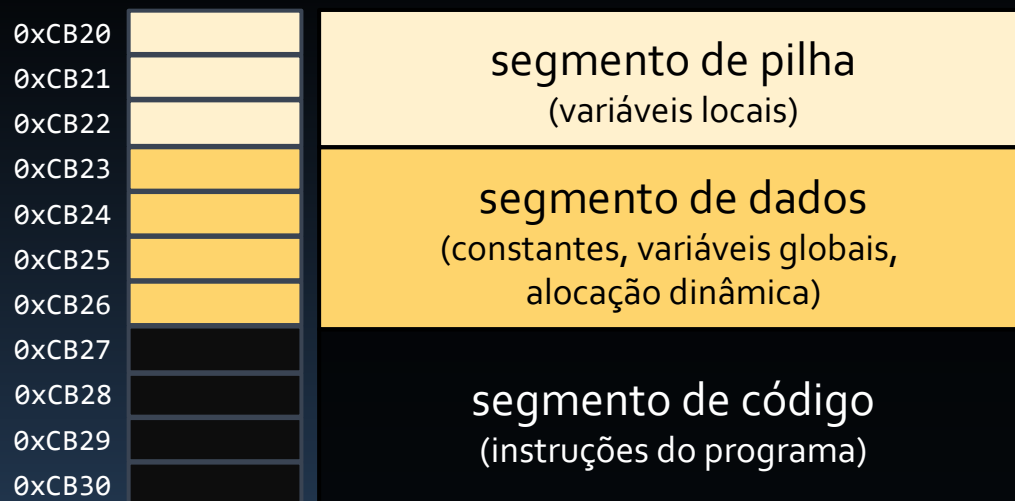 0xCB20
0xCB21
0xCB22
0xCB23
0xCB24
0xCB25
0xCB26
0xCB27
0xCB28
0xCB29
0xCB30
segmento de pilha
(variáveis locais)
segmento de dados
(constantes, variáveis globais,
alocação dinâmica)
segmento de código
(instruções do programa)